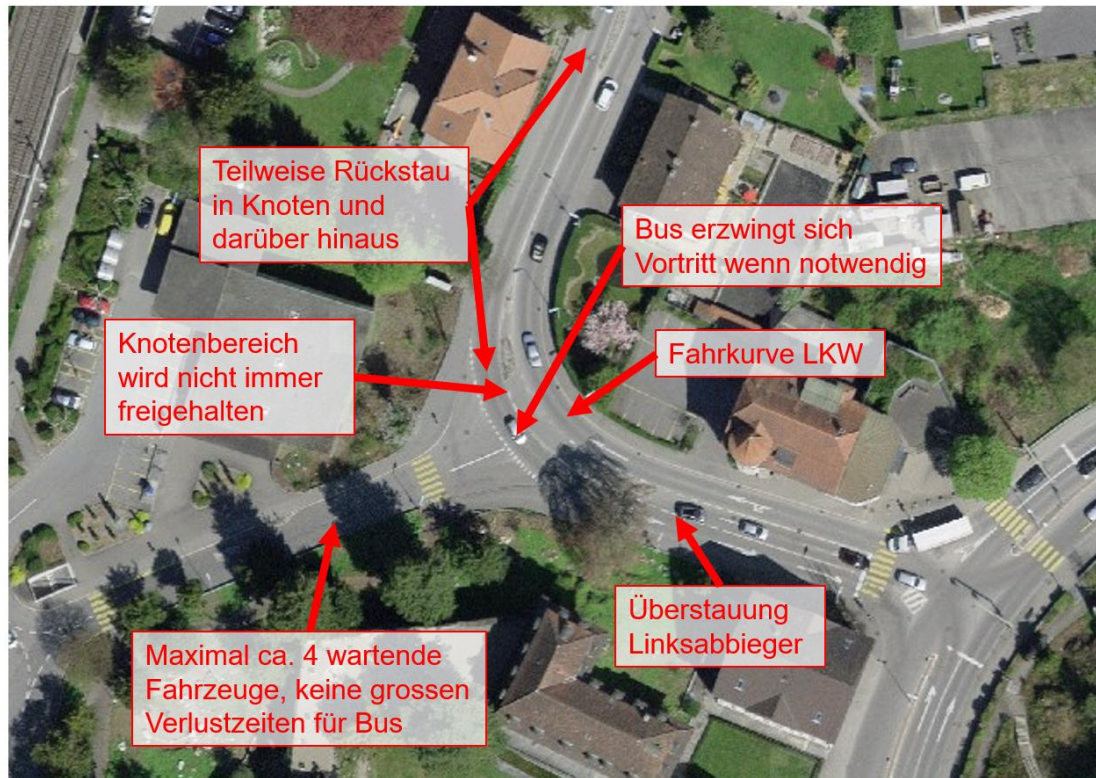 Teilweise Rückstau
in Knoten und
darüber hinaus
Bus erzwingt sich
Vortritt wenn notwendig
Knotenbereich
wird nicht immer
freigehalten
Fahrkurve LKW
Überstauung
Linksabbieger
Maximal ca. 4 wartende
Fahrzeuge, keine grossen
Verlustzeiten für Bus